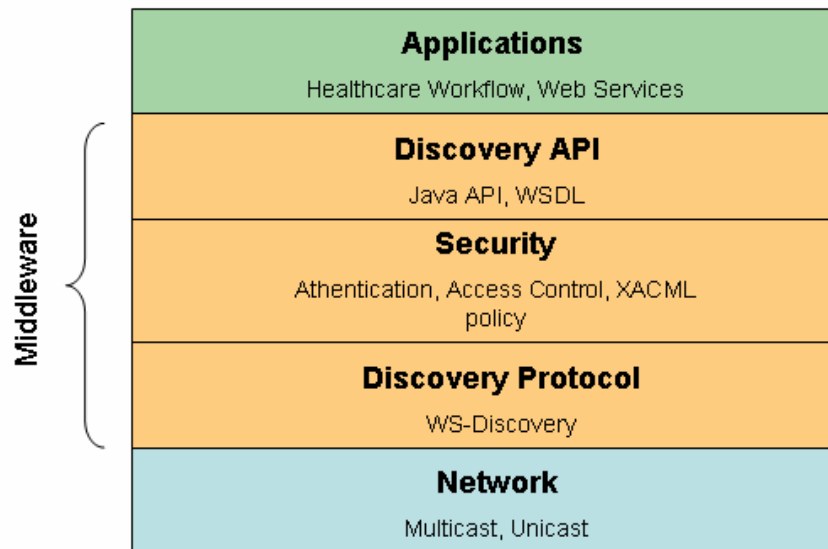 Applications
Healthcare Workflow, Web Services
Discovery API
Java API, WSDL
Middleware
Security
Athentication, Access Control, XACML
policy
Discovery Protocol
WS-Discovery
Network
Multicast, Unicast